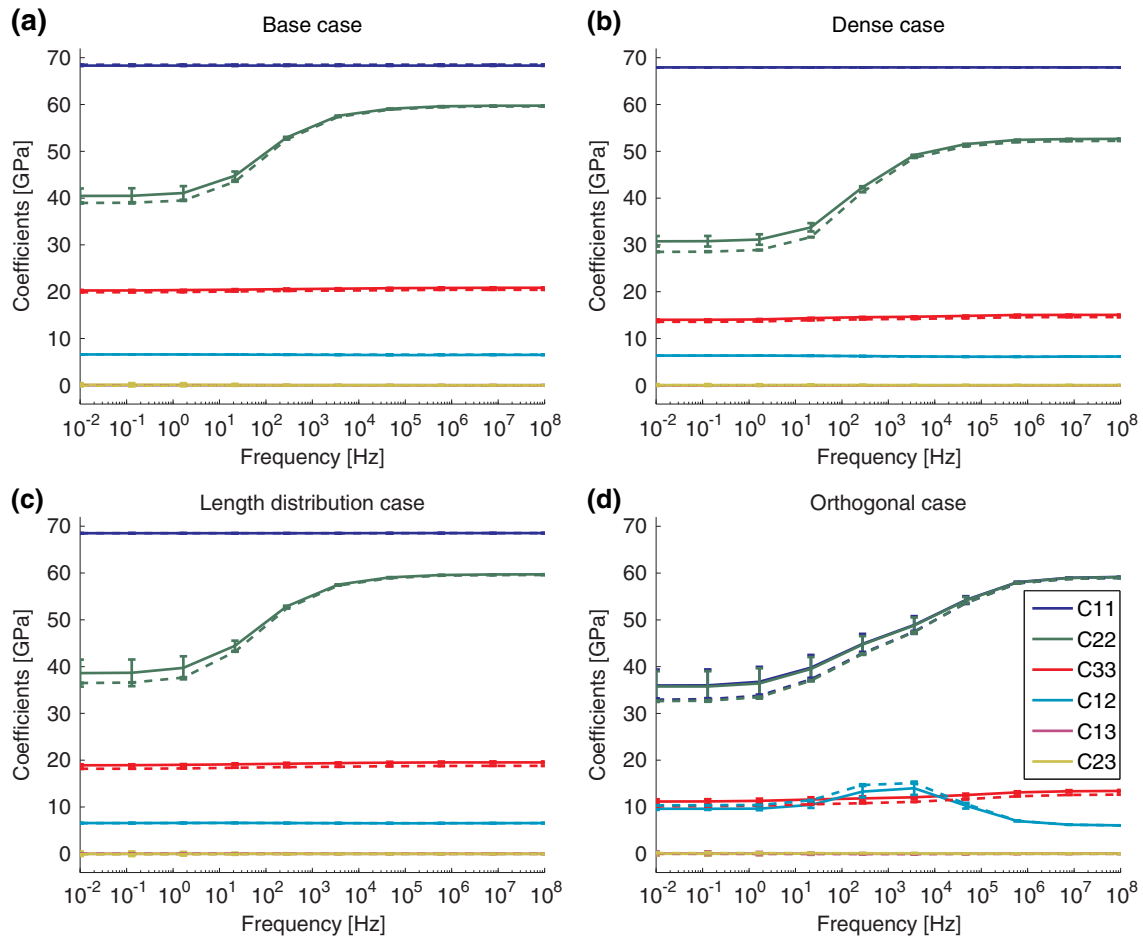 (a)
Base case
Coefficients [GPa]
70
60
50
40
30
20
10
0
10^-2 10^-1 10^0 10^1 10^2 10^3 10^4 10^5 10^6 10^7 10^8
Frequency [Hz]
(b)
Dense case
Coefficients [GPa]
70
60
50
40
30
20
10
0
10^-2 10^-1 10^0 10^1 10^2 10^3 10^4 10^5 10^6 10^7 10^8
Frequency [Hz]
(c)
Length distribution case
Coefficients [GPa]
70
60
50
40
30
20
10
0
10^-2 10^-1 10^0 10^1 10^2 10^3 10^4 10^5 10^6 10^7 10^8
Frequency [Hz]
(d)
Orthogonal case
Coefficients [GPa]
70
60
50
40
30
20
10
0
10^-2 10^-1 10^0 10^1 10^2 10^3 10^4 10^5 10^6 10^7 10^8
Frequency [Hz]
C11
C22
C33
C12
C13
C23